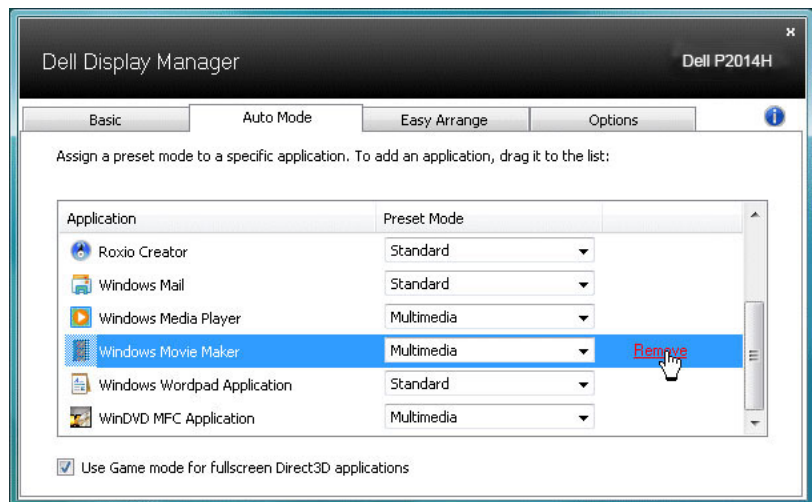 x
Dell Display Manager
Dell P2014H
Basic Auto Mode Easy Arrange Options
Assign a preset mode to a specific application. To add an application, drag it to the list:
Application Preset Mode
Roxio Creator Standard
Windows Mail Standard
Windows Media Player Multimedia
Windows Movie Maker Multimedia Remove
Windows Wordpad Application Standard
WinDVD MFC Application Multimedia
Use Game mode for fullscreen Direct3D applications